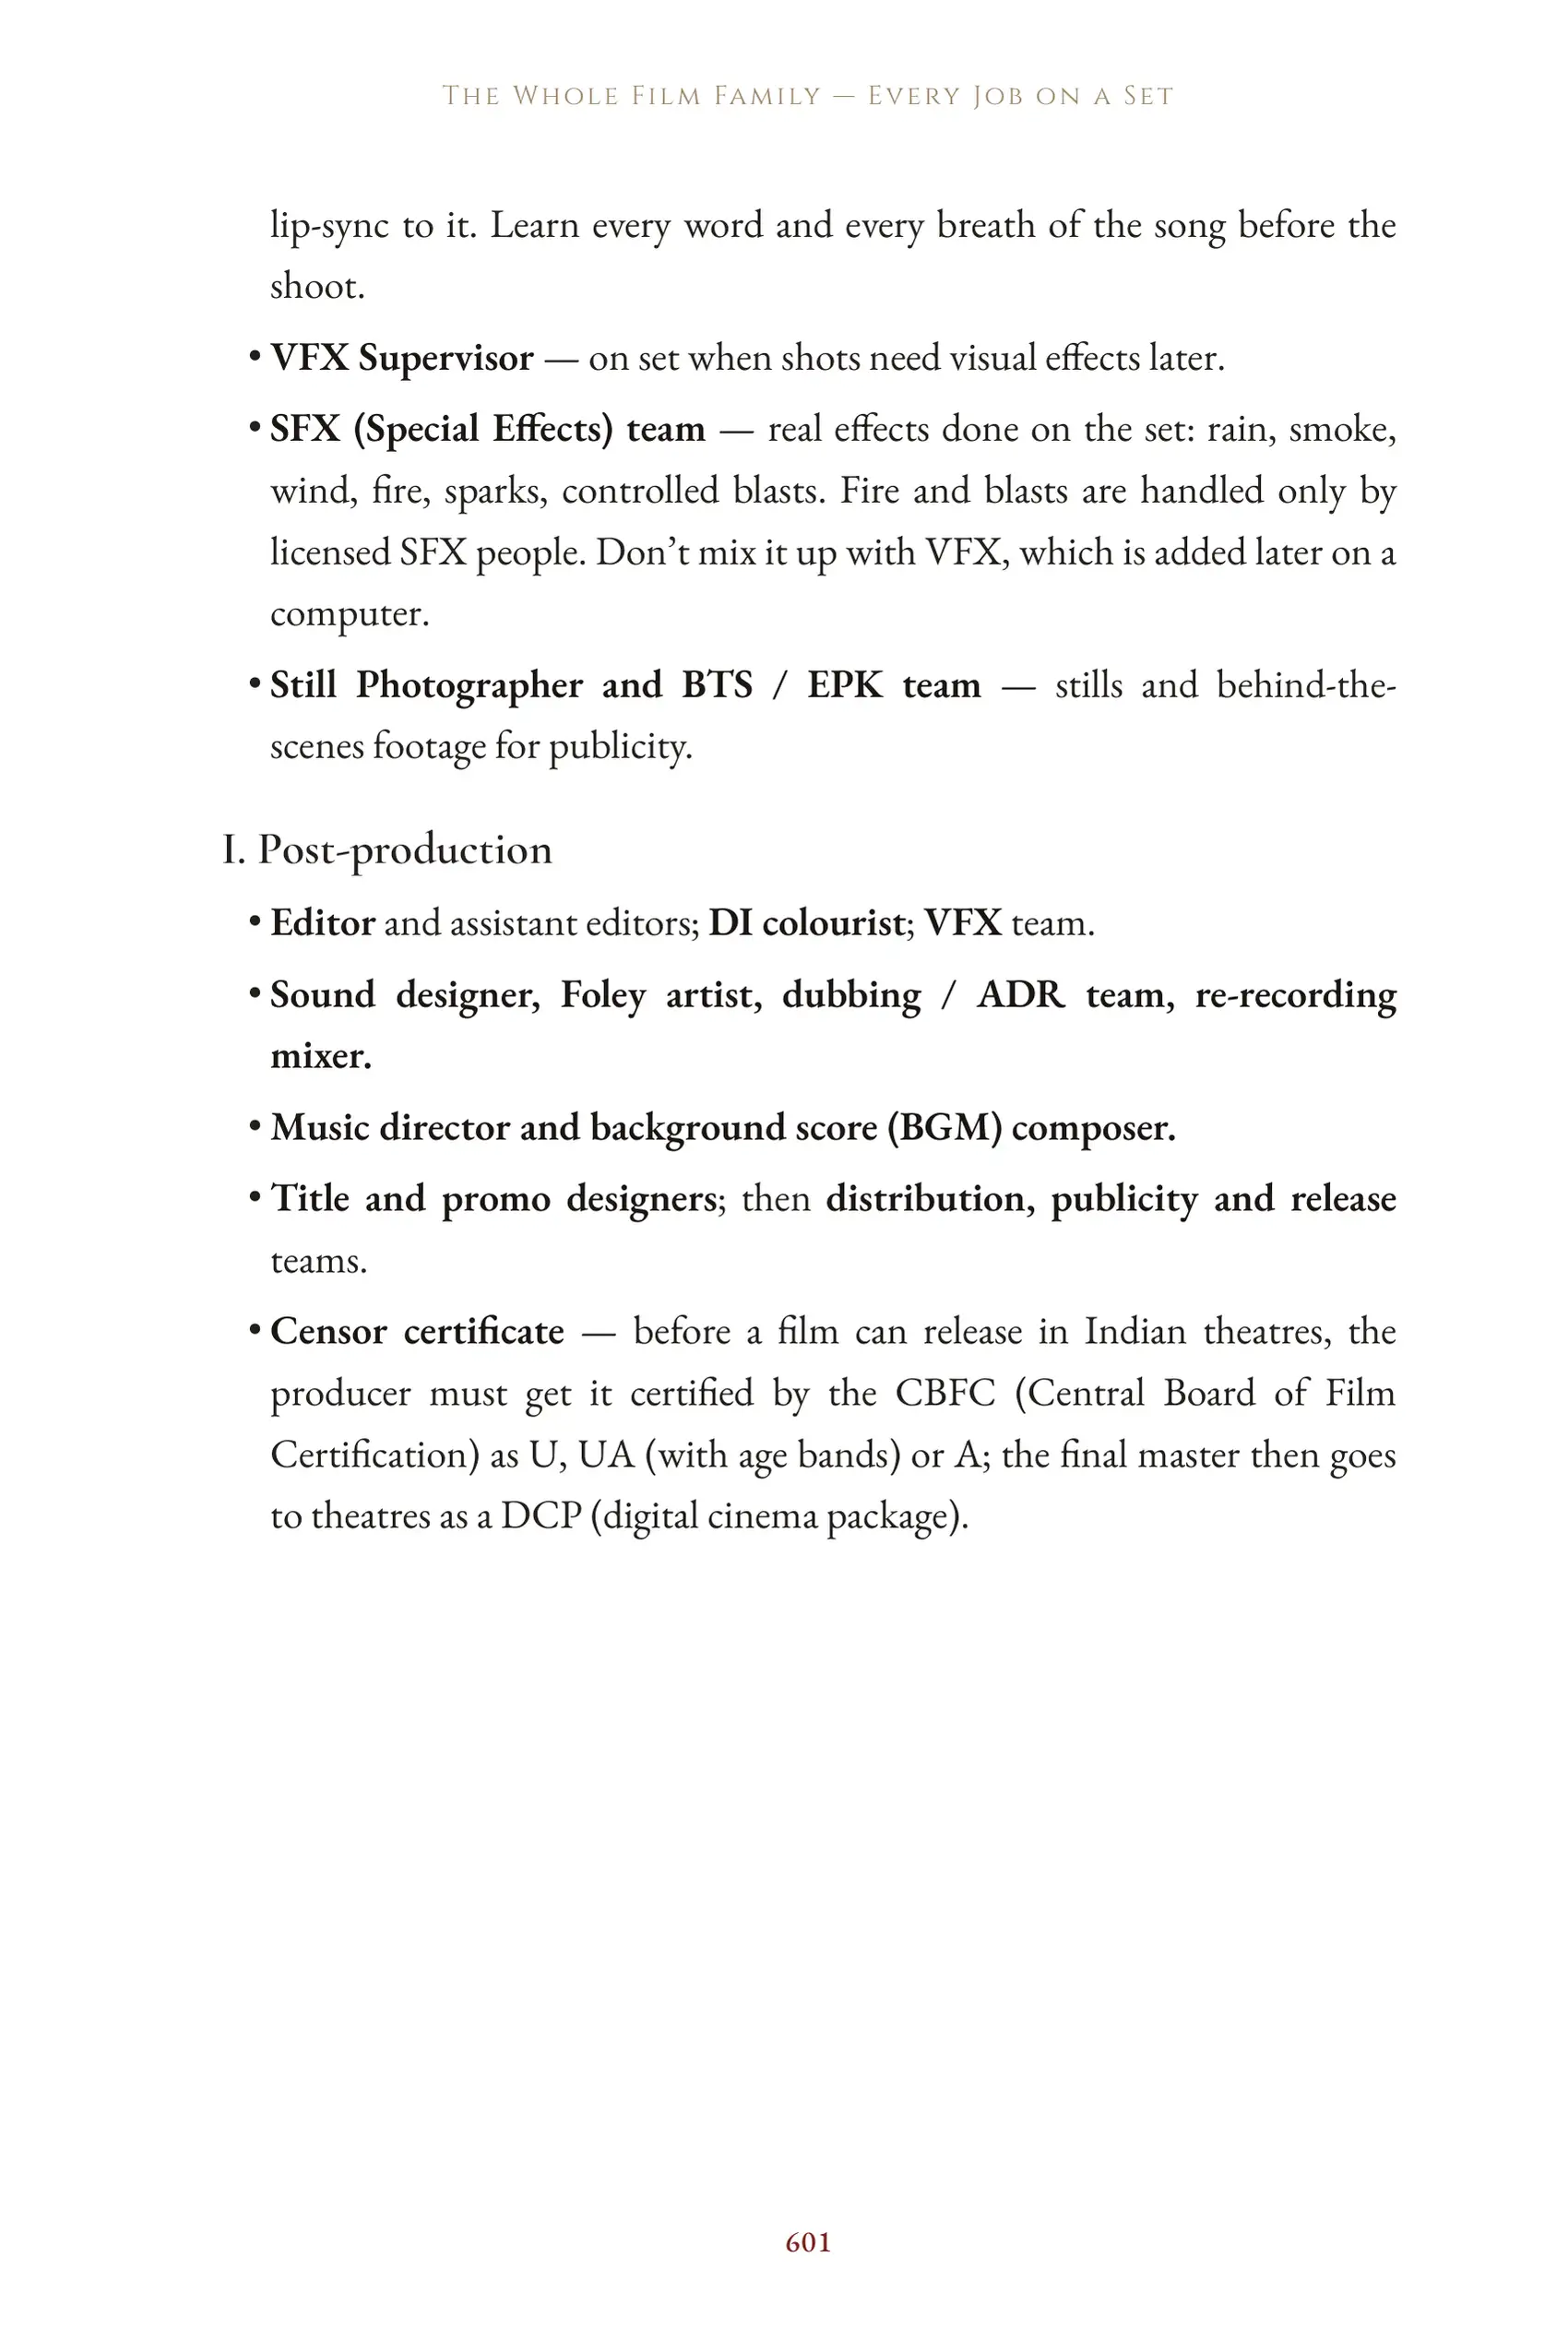 The Whole Film Family — Every Job on a Set
lip-sync to it. Learn every word and every breath of the song before the
shoot.
• VFX Supervisor — on set when shots need visual effects later.
• SFX (Special Effects) team — real effects done on the set: rain, smoke,
wind, fire, sparks, controlled blasts. Fire and blasts are handled only by
licensed SFX people. Don’t mix it up with VFX, which is added later on a
computer.
• Still Photographer and BTS / EPK team — stills and behind-the-
scenes footage for publicity.
I. Post-production
• Editor and assistant editors; DI colourist; VFX team.
• Sound designer, Foley artist, dubbing / ADR team, re-recording
mixer.
• Music director and background score (BGM) composer.
• Title and promo designers; then distribution, publicity and release
teams.
• Censor certificate — before a film can release in Indian theatres, the
producer must get it certified by the CBFC (Central Board of Film
Certification) as U, UA (with age bands) or A; the final master then goes
to theatres as a DCP (digital cinema package).
601